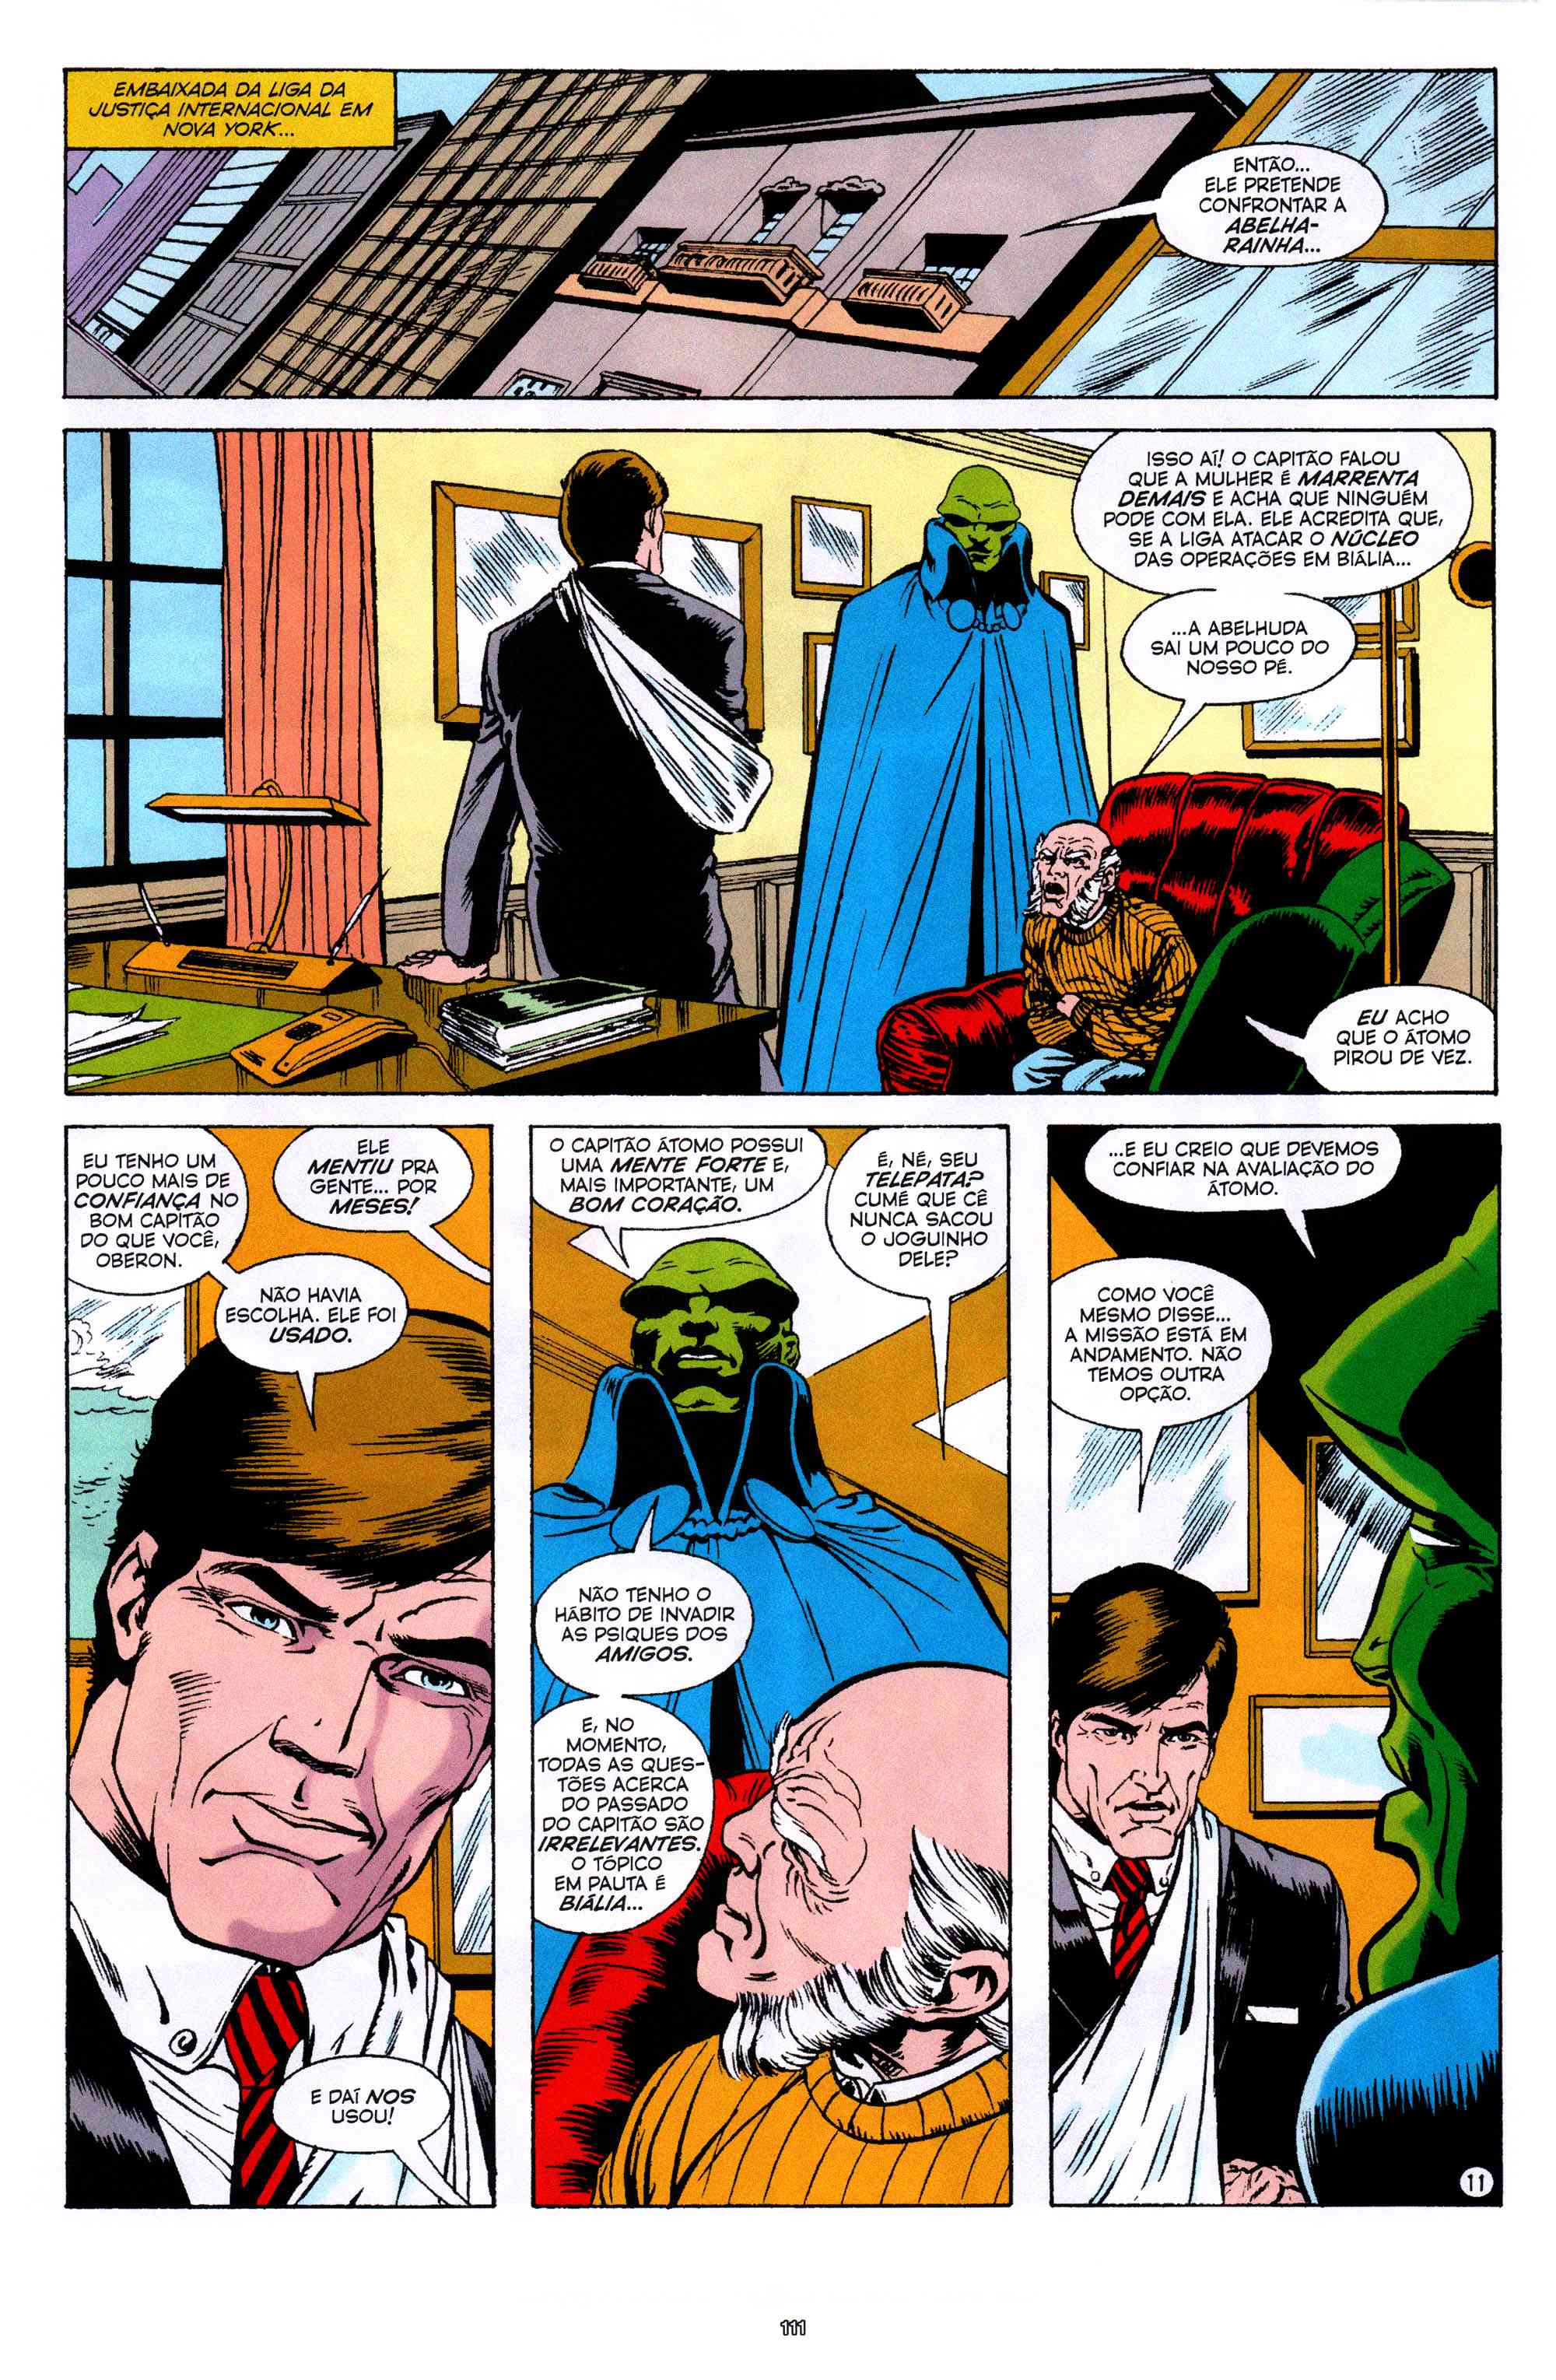 EMBAIXADA DA LIGA DA
JUSTIÇA INTERNACIONAL EM
NOVA YORK...
ENTÃO...
ELE PRETENDE
CONFRONTAR A
ABELHA-
RAINHA...
ISSO AÍ! O CAPITÃO FALOU
QUE A MULHER É MARRENTA
DEMAIS E ACHA QUE NINGUÉM
PODE COM ELA. ELE ACREDITA QUE,
SE A LIGA ATACAR O NÚCLEO
DAS OPERAÇÕES EM BIÁLIA...
...A ABELHUDA
SAI UM POUCO DO
NOSSO PÉ.
EU ACHO
QUE O ÁTOMO
PIROU DE VEZ.
EU TENHO UM
POUCO MAIS DE
CONFIANÇA NO
BOM CAPITÃO
DO QUE VOCÊ,
OBERON.
ELE
MENTIU PRA
GENTE... POR
MESES!
NÃO HAVIA
ESCOLHA. ELE FOI
USADO.
E DAÍ NOS
USOU!
O CAPITÃO ÁTOMO POSSUI
UMA MENTE FORTE E,
MAIS IMPORTANTE, UM
BOM CORAÇÃO.
É, NÉ, SEU
TELEPATA?
CUMÉ QUE CÊ
NUNCA SACOU
O JOGUINHO
DELE?
NÃO TENHO O
HÁBITO DE INVADIR
AS PSIQUES DOS
AMIGOS.
E, NO
MOMENTO,
TODAS AS QUES-
TÕES ACERCA
DO PASSADO
DO CAPITÃO SÃO
IRRELEVANTES.
O TÓPICO
EM PAUTA É
BIÁLIA...
...E EU CREIO QUE DEVEMOS
CONFIAR NA AVALIAÇÃO DO
ÁTOMO.
COMO VOCÊ
MESMO DISSE...
A MISSÃO ESTÁ EM
ANDAMENTO. NÃO
TEMOS OUTRA
OPÇÃO.
11
111